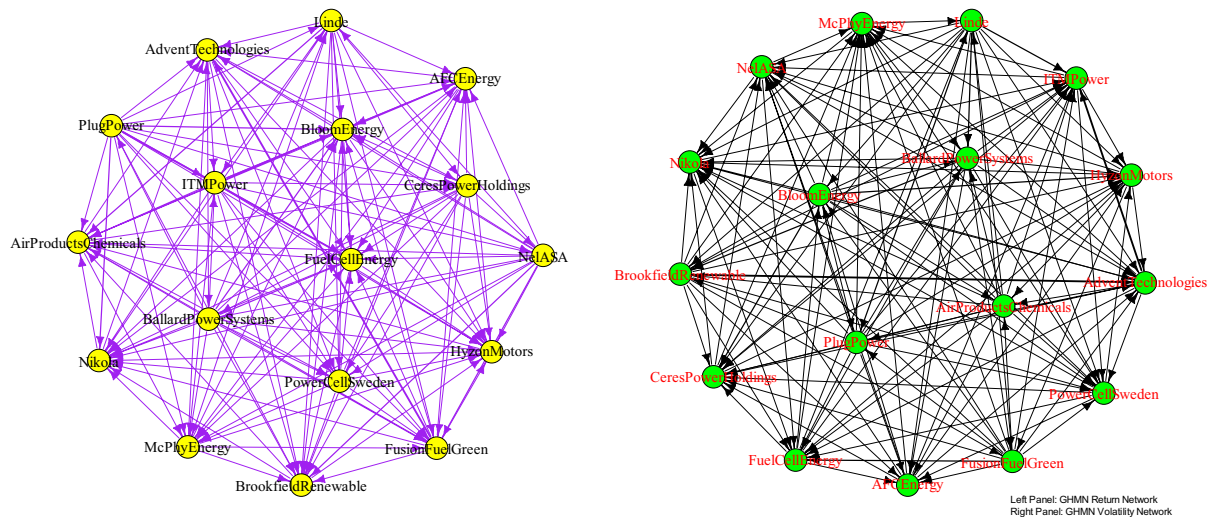 Linde
AdventTechnologies
AFCEnergy
PlugPower
BloomEnergy
ITMPower
CeresPowerHoldings
AirProductsChemicals
FuelCellEnergy
NelASA
BallardPowerSystems
Nikola
HyzonMotors
PowerCellSweden
McPhyEnergy
FusionFuelGreen
BrookfieldRenewable
McPhyEnergy
Linde
NelASA
ITMPower
Nikola
BallardPowerSystems
HyzonMotors
BloomEnergy
BrookfieldRenewable
AdventTechnologies
AirProductsChemicals
PlugPower
CeresPowerHoldings
PowerCellSweden
FuelCellEnergy
FusionFuelGreen
AFCEnergy
Left Panel: GHMN Return Network
Right Panel: GHMN Volatility Network